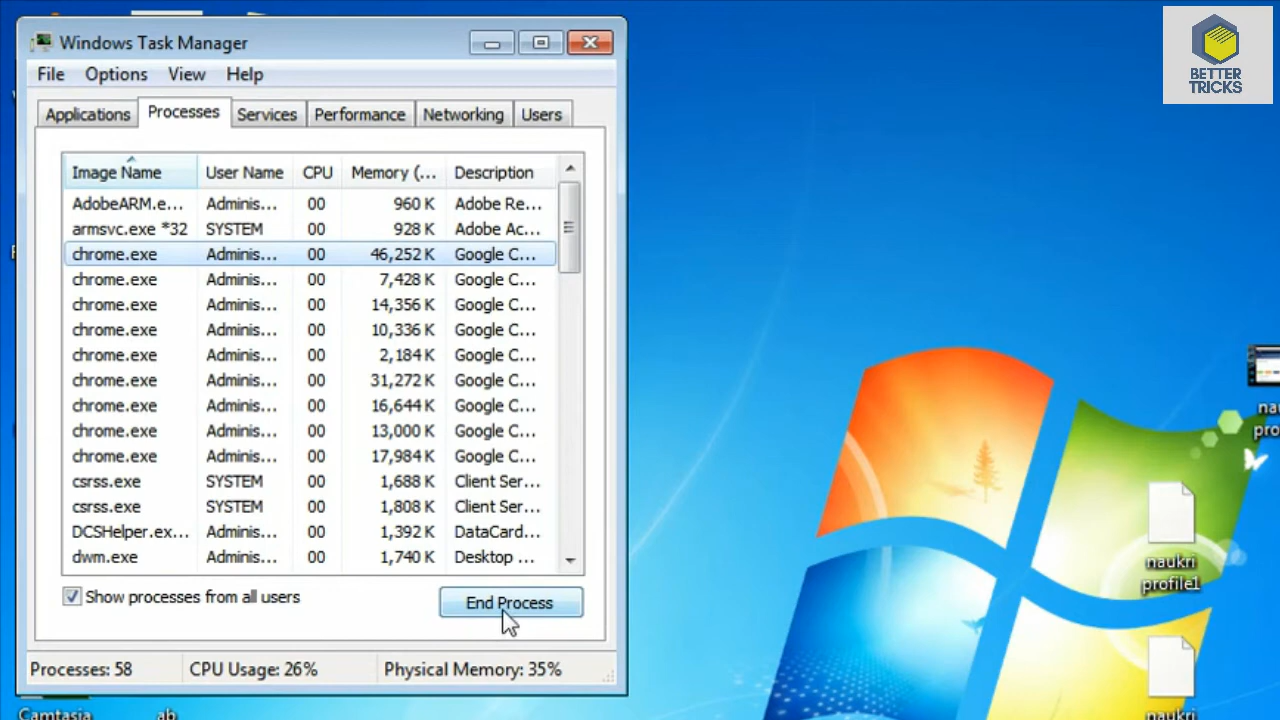 Windows Task Manager
File Options View Help
Applications Processes Services Performance Networking Users
Image Name User Name CPU Memory (... Description
AdobeARM.e... Adminis... 00 960 K Adobe Re...
armsvc.exe *32 SYSTEM 00 928 K Adobe Ac...
chrome.exe Adminis... 00 46,252 K Google C...
chrome.exe Adminis... 00 7,428 K Google C...
chrome.exe Adminis... 00 14,356 K Google C...
chrome.exe Adminis... 00 10,336 K Google C...
chrome.exe Adminis... 00 2,184 K Google C...
chrome.exe Adminis... 00 31,272 K Google C...
chrome.exe Adminis... 00 16,644 K Google C...
chrome.exe Adminis... 00 13,000 K Google C...
chrome.exe Adminis... 00 17,984 K Google C...
csrss.exe SYSTEM 00 1,688 K Client Ser...
csrss.exe SYSTEM 00 1,808 K Client Ser...
DCSHelper.ex... Adminis... 00 1,392 K DataCard...
dwm.exe Adminis... 00 1,740 K Desktop ...
Show processes from all users
End Process
Processes: 58 CPU Usage: 26% Physical Memory: 35%
BETTER
TRICKS
naukri
profile1
naukri
Camtasia
ab